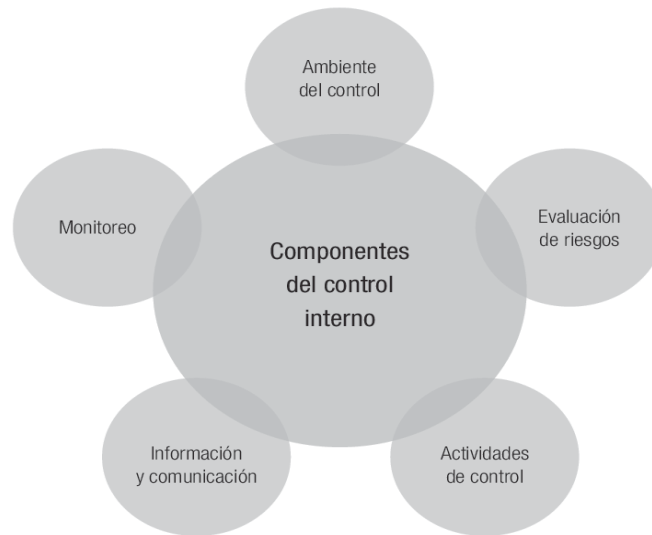 Ambiente
del control
Monitoreo
Evaluación
de riesgos
Componentes
del control
interno
Información
y comunicación
Actividades
de control